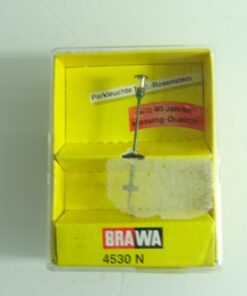 Parkleuchte S.-Rosenstein
Seit 40 Jahren
Messing-Qualität
BRAWA
4530 N